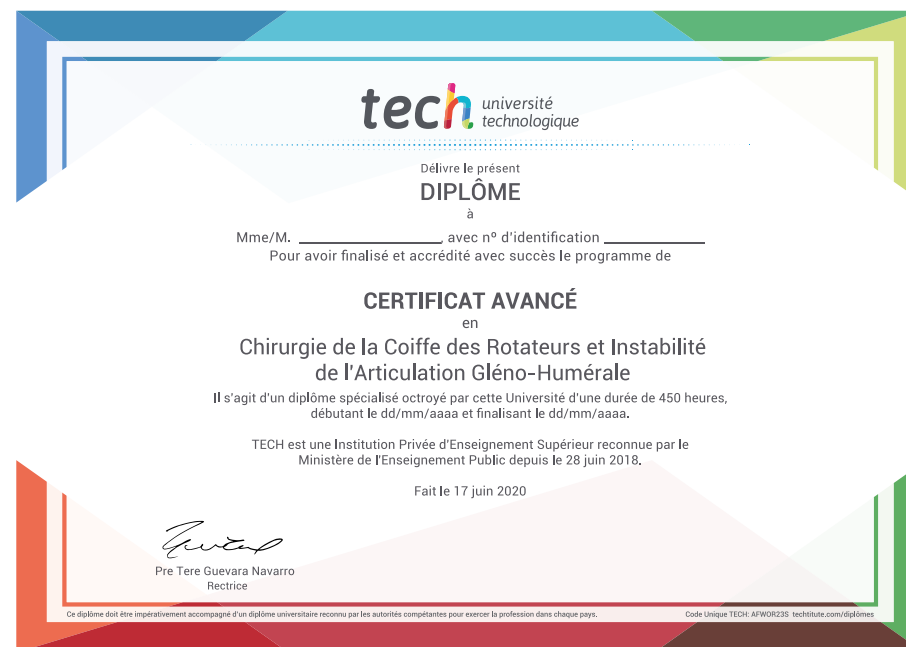 tech université
technologique
Délivre le présent
DIPLÔME
à
Mme/M. ____________________, avec nº d'identification ______________
Pour avoir finalisé et accrédité avec succès le programme de
CERTIFICAT AVANCÉ
en
Chirurgie de la Coiffe des Rotateurs et Instabilité
de l'Articulation Gléno-Humérale
Il s'agit d'un diplôme spécialisé octroyé par cette Université d'une durée de 450 heures,
débutant le dd/mm/aaaa et finalisant le dd/mm/aaaa.
TECH est une Institution Privée d'Enseignement Supérieur reconnue par le
Ministère de l'Enseignement Public depuis le 28 juin 2018.
Fait le 17 juin 2020
Pre Tere Guevara Navarro
Rectrice
Ce diplôme doit être impérativement accompagné d'un diplôme universitaire reconnu par les autorités compétentes pour exercer la profession dans chaque pays.
Code Unique TECH: AFWOR23S techtitute.com/diplômes